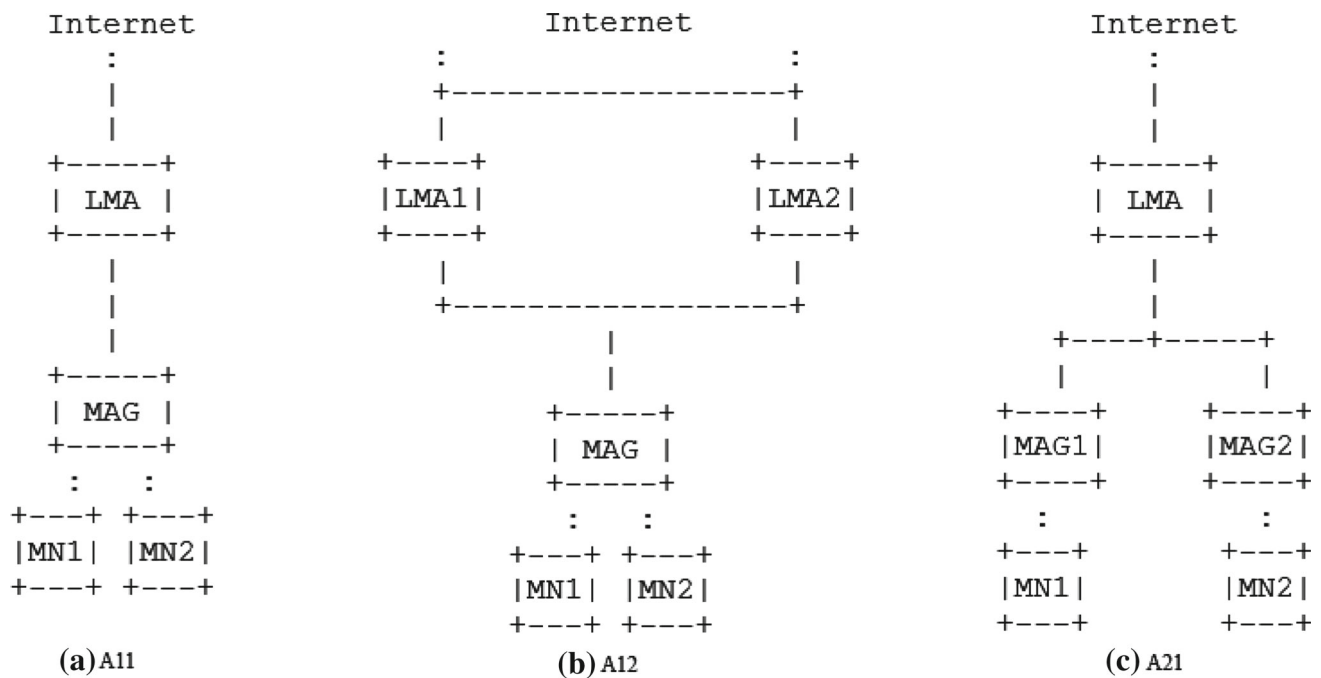 Internet
:
|
|
+-----+
| LMA |
+-----+
|
|
|
+-----+
| MAG |
+-----+
: :
+---+ +---+
|MN1| |MN2|
+---+ +---+
(a) A11
Internet
: :
+------------------+
| |
+----+ +----+
|LMA1| |LMA2|
+----+ +----+
| |
+------------------+
|
|
+-----+
| MAG |
+-----+
: :
+---+ +---+
|MN1| |MN2|
+---+ +---+
(b) A12
Internet
:
|
|
+-----+
| LMA |
+-----+
|
|
+----+-----+
| |
+----+ +----+
|MAG1| |MAG2|
+----+ +----+
: :
+---+ +---+
|MN1| |MN2|
+---+ +---+
(c) A21